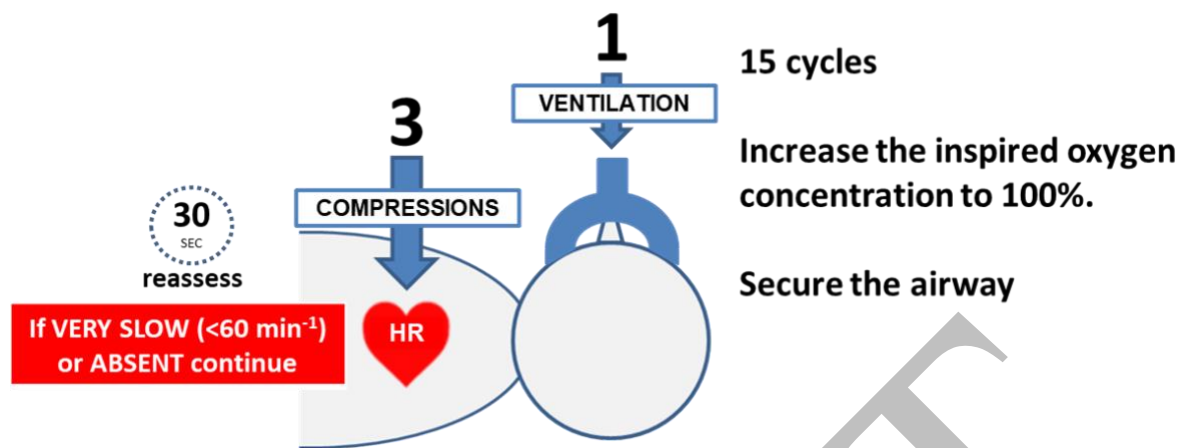 1
VENTILATION
3
COMPRESSIONS
30
SEC
reassess
If VERY SLOW (<60 min⁻¹)
or ABSENT continue
HR
15 cycles
Increase the inspired oxygen
concentration to 100%.
Secure the airway
T